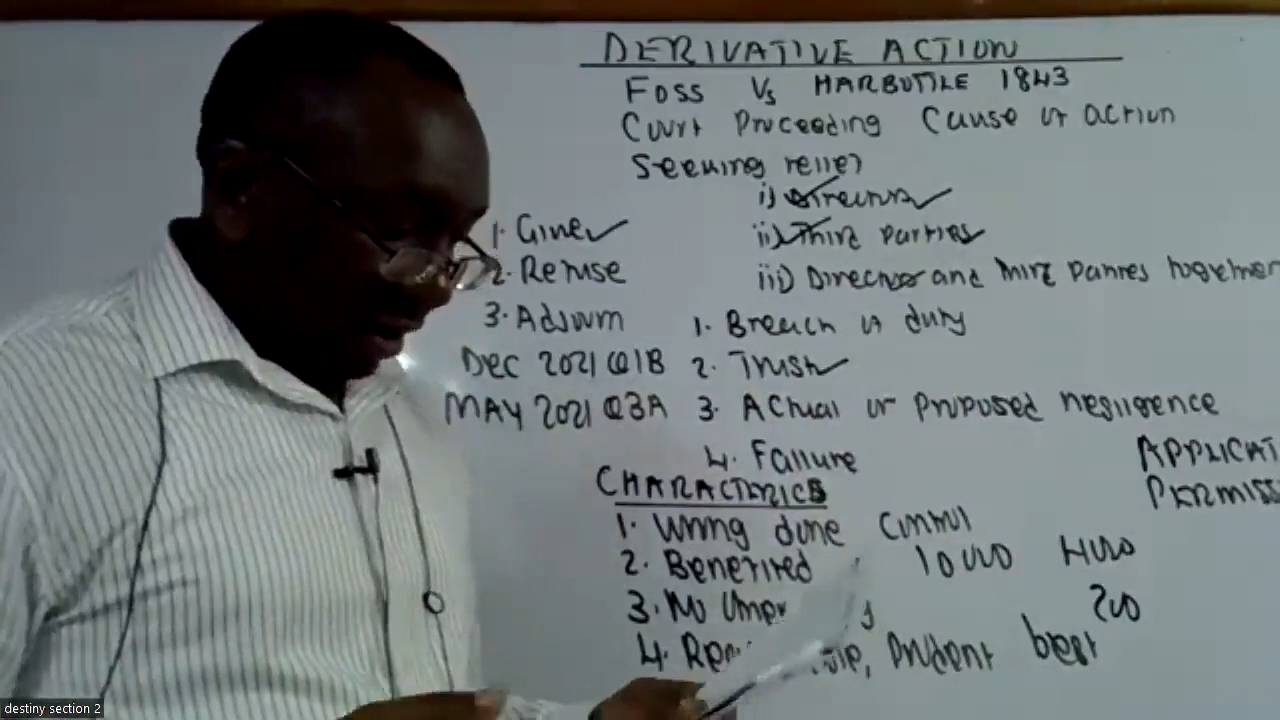 DERIVATIVE ACTION
FOSS Vs HARBOTTLE 1843
Court Proceeding Cause of action
Seeking relief
i) Directors
1. Give
ii) Third parties
2. Refuse
iii) Directors and third parties together
3. Adjourn
1. Breach of duty
Dec 2021 Q1B
2. Trust
MAY 2021 Q3A
3. Actual or proposed negligence
4. Failure
APPLICAT
PERMISS
CHARACTERICS
1. Wrong done control
2. Benefited 10000 4000
3. No
200
4. prudent best
destiny section 2